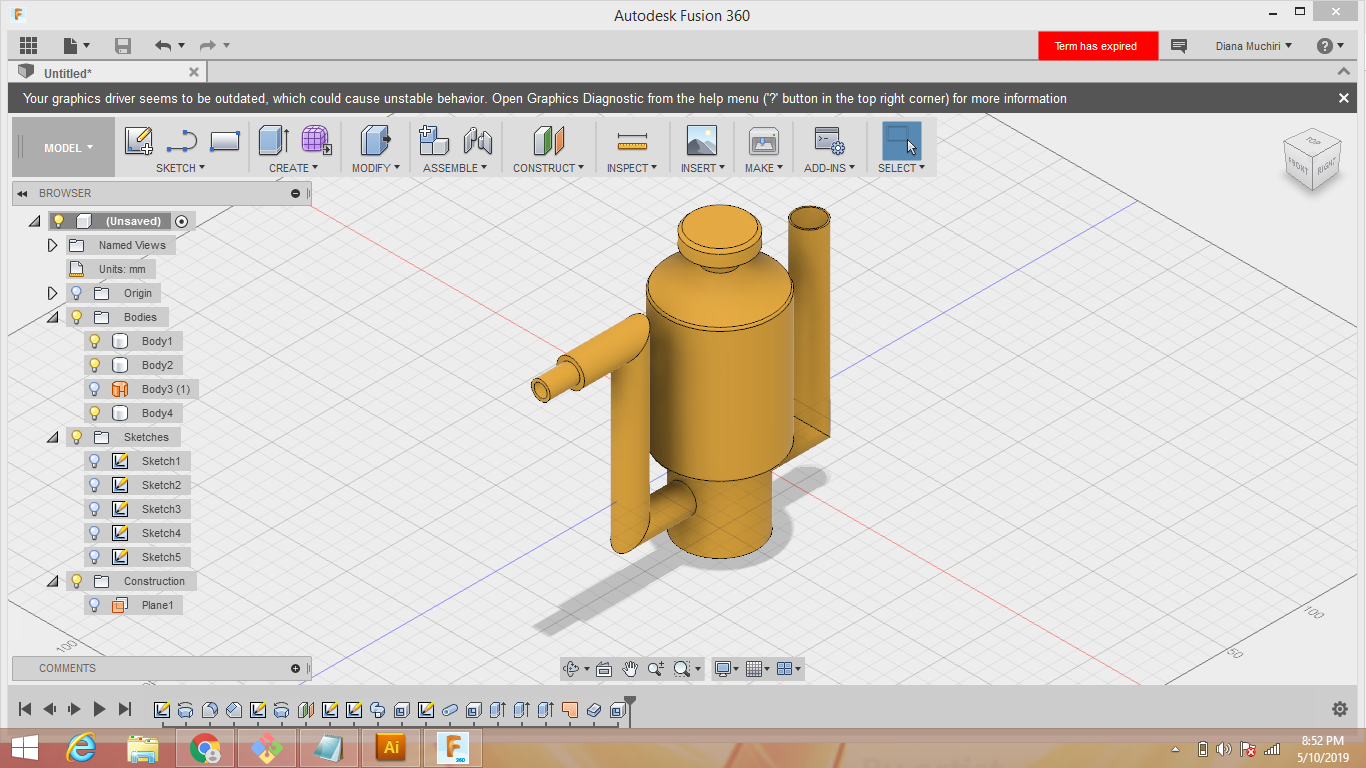 Autodesk Fusion 360
Term has expired
Diana Muchiri
Untitled*
Your graphics driver seems to be outdated, which could cause unstable behavior. Open Graphics Diagnostic from the help menu ('?' button in the top right corner) for more information
MODEL
SKETCH
CREATE
MODIFY
ASSEMBLE
CONSTRUCT
INSPECT
INSERT
MAKE
ADD-INS
SELECT
TOP
FRONT
RIGHT
BROWSER
(Unsaved)
Named Views
Units: mm
Origin
Bodies
Body1
Body2
Body3 (1)
Body4
Sketches
Sketch1
Sketch2
Sketch3
Sketch4
Sketch5
Construction
Plane1
100
100
50
COMMENTS
Ai
F
360
8:52 PM
5/10/2019